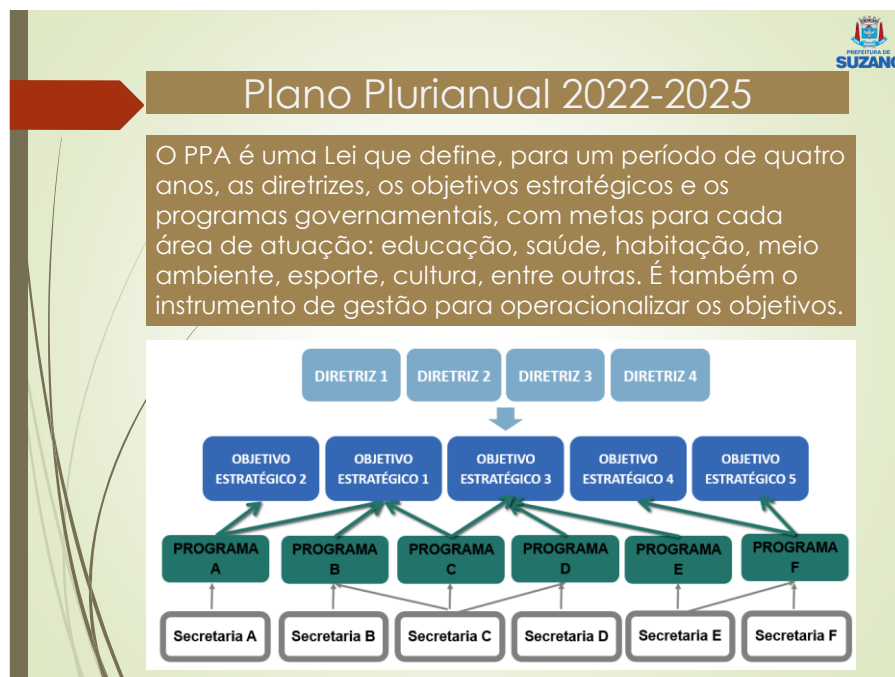 PREFEITURA DE
SUZANO
Plano Plurianual 2022-2025
O PPA é uma Lei que define, para um período de quatro
anos, as diretrizes, os objetivos estratégicos e os
programas governamentais, com metas para cada
área de atuação: educação, saúde, habitação, meio
ambiente, esporte, cultura, entre outras. É também o
instrumento de gestão para operacionalizar os objetivos.
DIRETRIZ 1
DIRETRIZ 2
DIRETRIZ 3
DIRETRIZ 4
OBJETIVO
ESTRATÉGICO 2
OBJETIVO
ESTRATÉGICO 1
OBJETIVO
ESTRATÉGICO 3
OBJETIVO
ESTRATÉGICO 4
OBJETIVO
ESTRATÉGICO 5
PROGRAMA
A
PROGRAMA
B
PROGRAMA
C
PROGRAMA
D
PROGRAMA
E
PROGRAMA
F
Secretaria A
Secretaria B
Secretaria C
Secretaria D
Secretaria E
Secretaria F